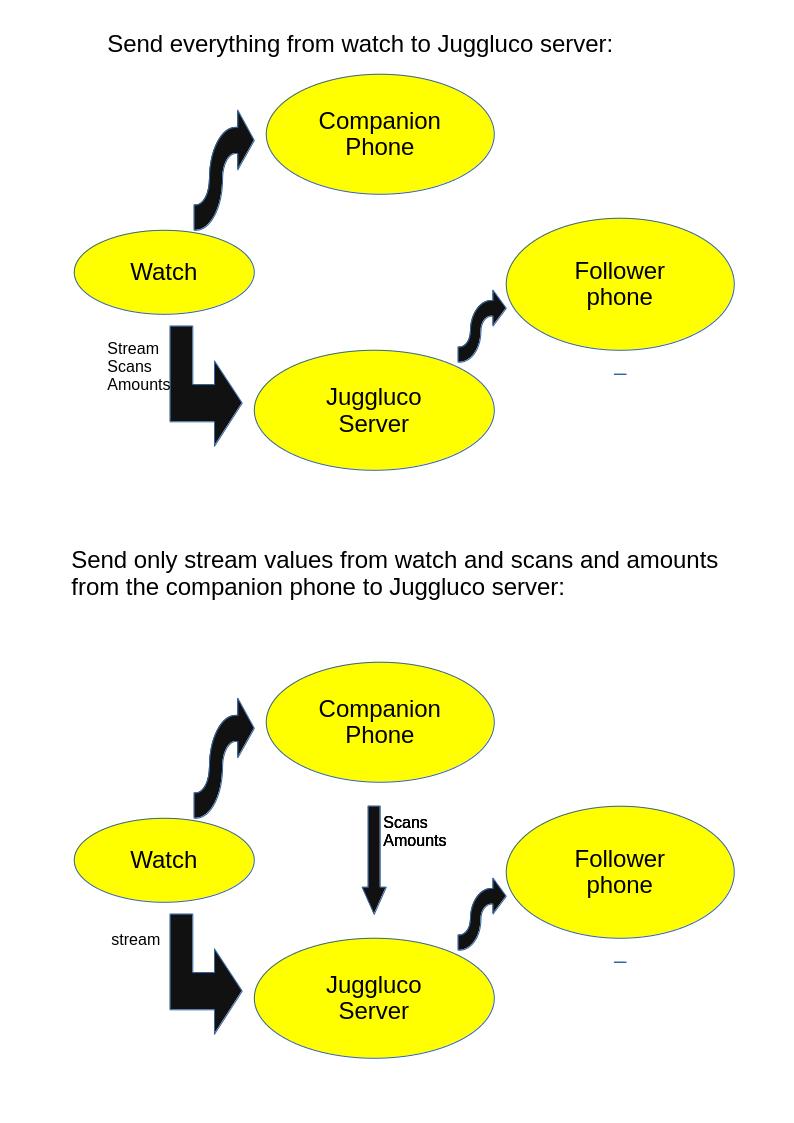 Send everything from watch to Juggluco server:
Companion
Phone
Watch
Follower
phone
Stream
Scans
Amounts
Juggluco
Server
Send only stream values from watch and scans and amounts
from the companion phone to Juggluco server:
Companion
Phone
Scans
Amounts
Watch
Follower
phone
stream
Juggluco
Server